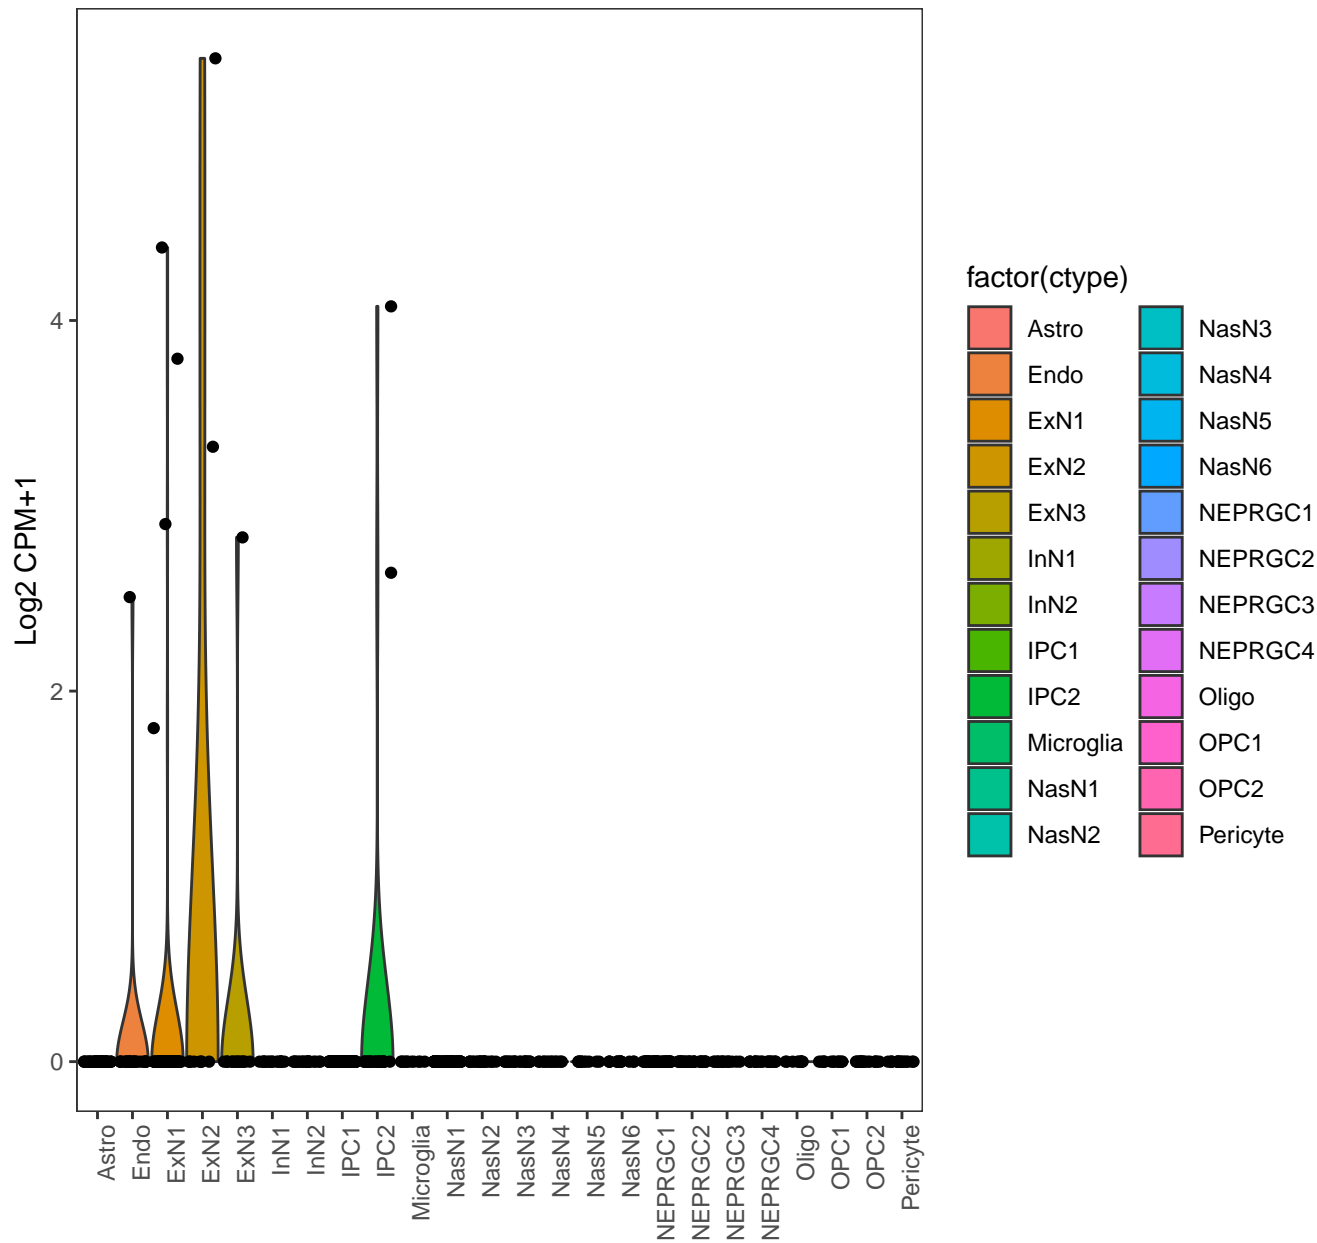 Log2 CPM+1
4
2
0
Astro
Endo
ExN1
ExN2
ExN3
InN1
InN2
IPC1
IPC2
Microglia
NasN1
NasN2
NasN3
NasN4
NasN5
NasN6
NEPRGC1
NEPRGC2
NEPRGC3
NEPRGC4
Oligo
OPC1
OPC2
Pericyte
factor(ctype)
Astro
Endo
ExN1
ExN2
ExN3
InN1
InN2
IPC1
IPC2
Microglia
NasN1
NasN2
NasN3
NasN4
NasN5
NasN6
NEPRGC1
NEPRGC2
NEPRGC3
NEPRGC4
Oligo
OPC1
OPC2
Pericyte